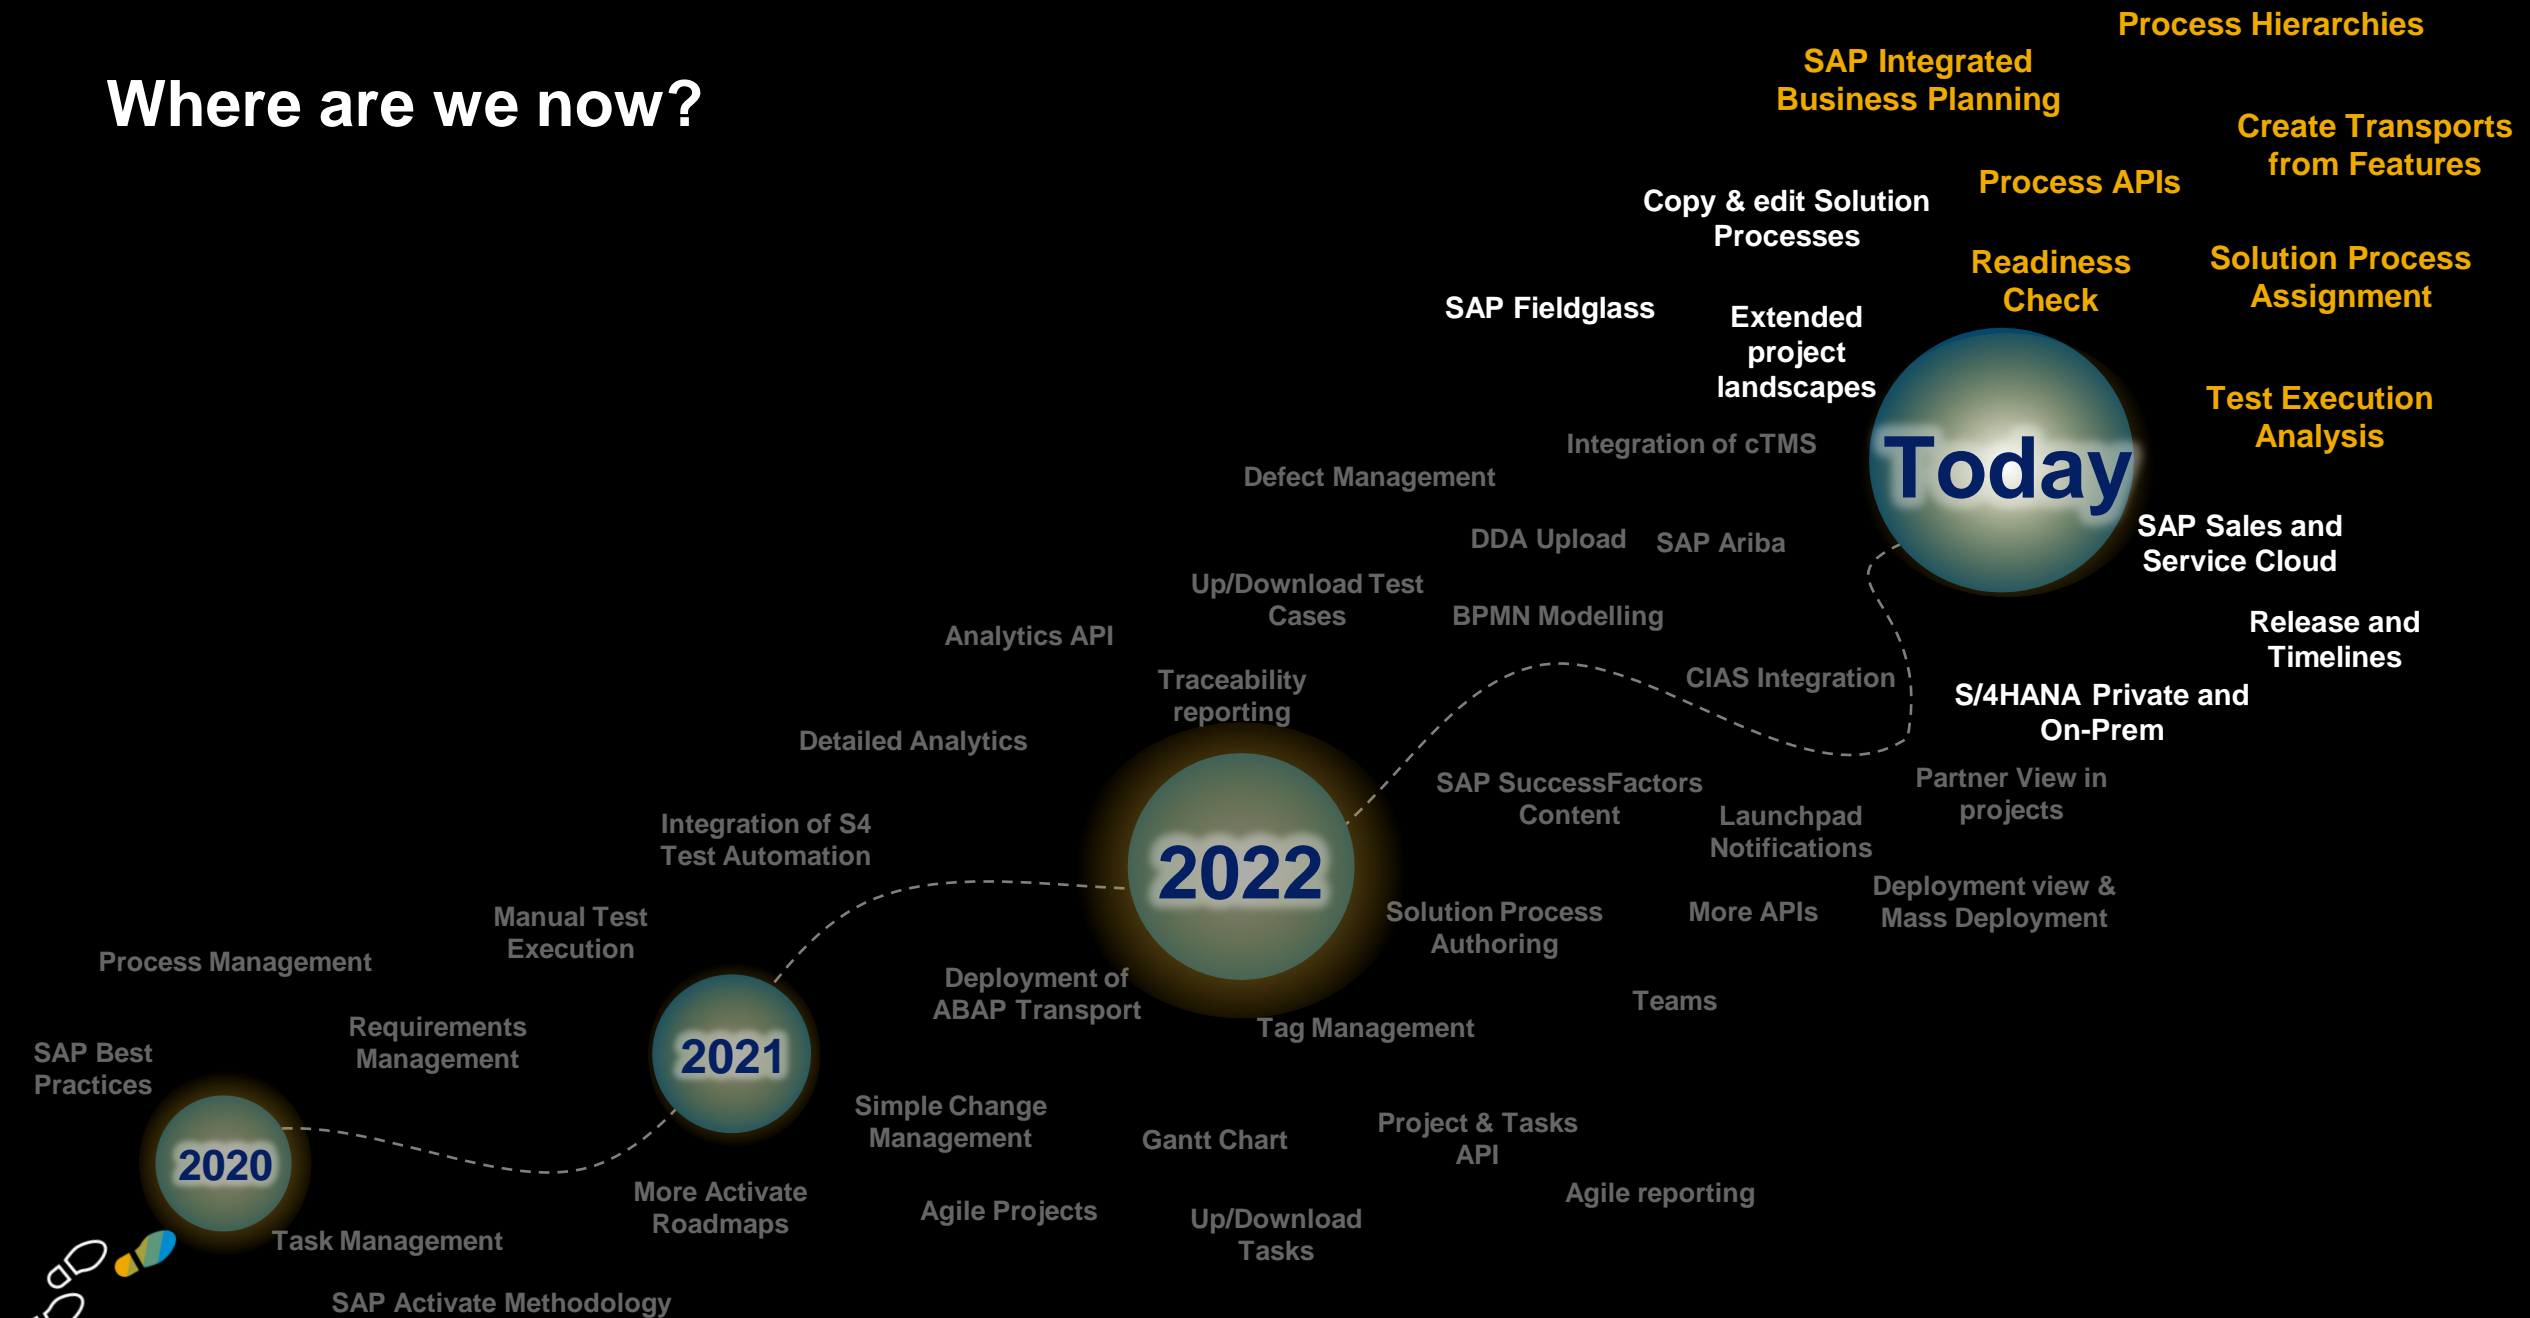 Where are we now?
Process Hierarchies
SAP Integrated
Business Planning
Create Transports
from Features
Process APIs
Copy & edit Solution
Processes
Readiness
Check
Solution Process
Assignment
SAP Fieldglass
Extended
project
landscapes
Test Execution
Analysis
Today
Integration of cTMS
Defect Management
DDA Upload
SAP Ariba
SAP Sales and
Service Cloud
Up/Download Test
Cases
BPMN Modelling
Analytics API
Release and
Timelines
Traceability
reporting
CIAS Integration
S/4HANA Private and
On-Prem
Detailed Analytics
SAP SuccessFactors
Content
Launchpad
Notifications
Partner View in
projects
Integration of S4
Test Automation
2022
Deployment view &
Mass Deployment
Manual Test
Execution
Solution Process
Authoring
More APIs
Process Management
Deployment of
ABAP Transport
Teams
Tag Management
Requirements
Management
SAP Best
Practices
2021
Simple Change
Management
Gantt Chart
Project & Tasks
API
2020
More Activate
Roadmaps
Agile Projects
Up/Download
Tasks
Agile reporting
Task Management
SAP Activate Methodology